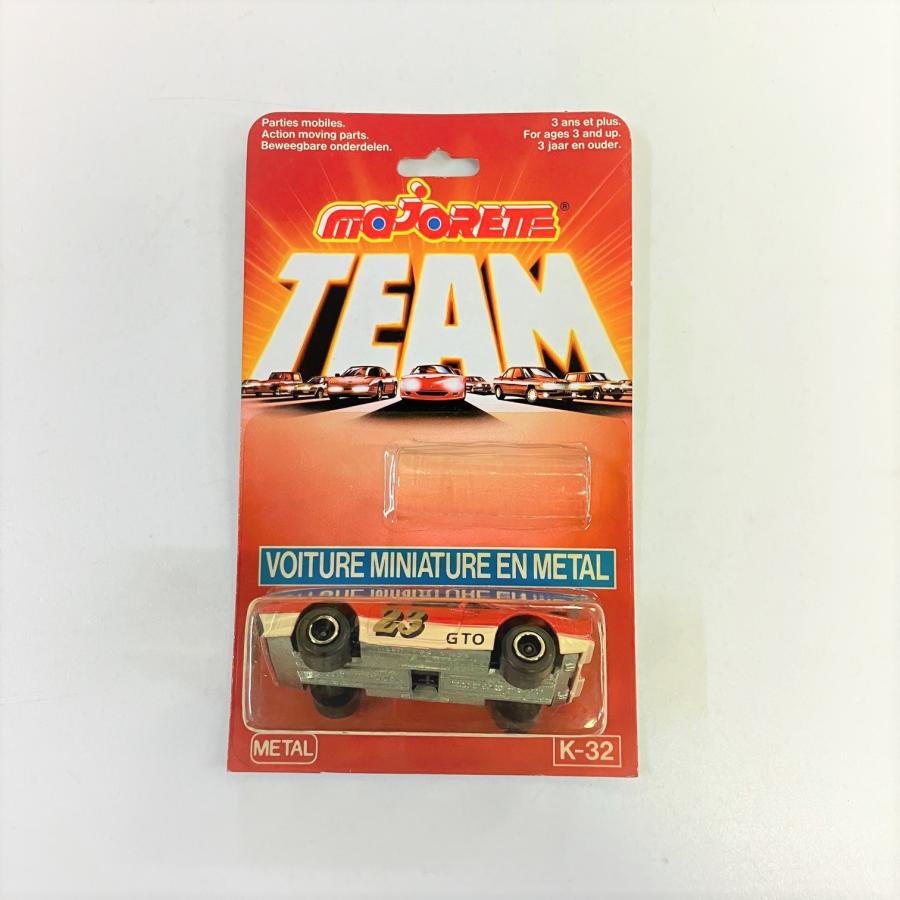 Parties mobiles.
Action moving parts.
Beweegbare onderdelen.
3 ans et plus.
For ages 3 and up.
3 jaar en ouder.
MAJORETTE®
TEAM
VOITURE MINIATURE EN METAL
23
GTO
METAL
K-32